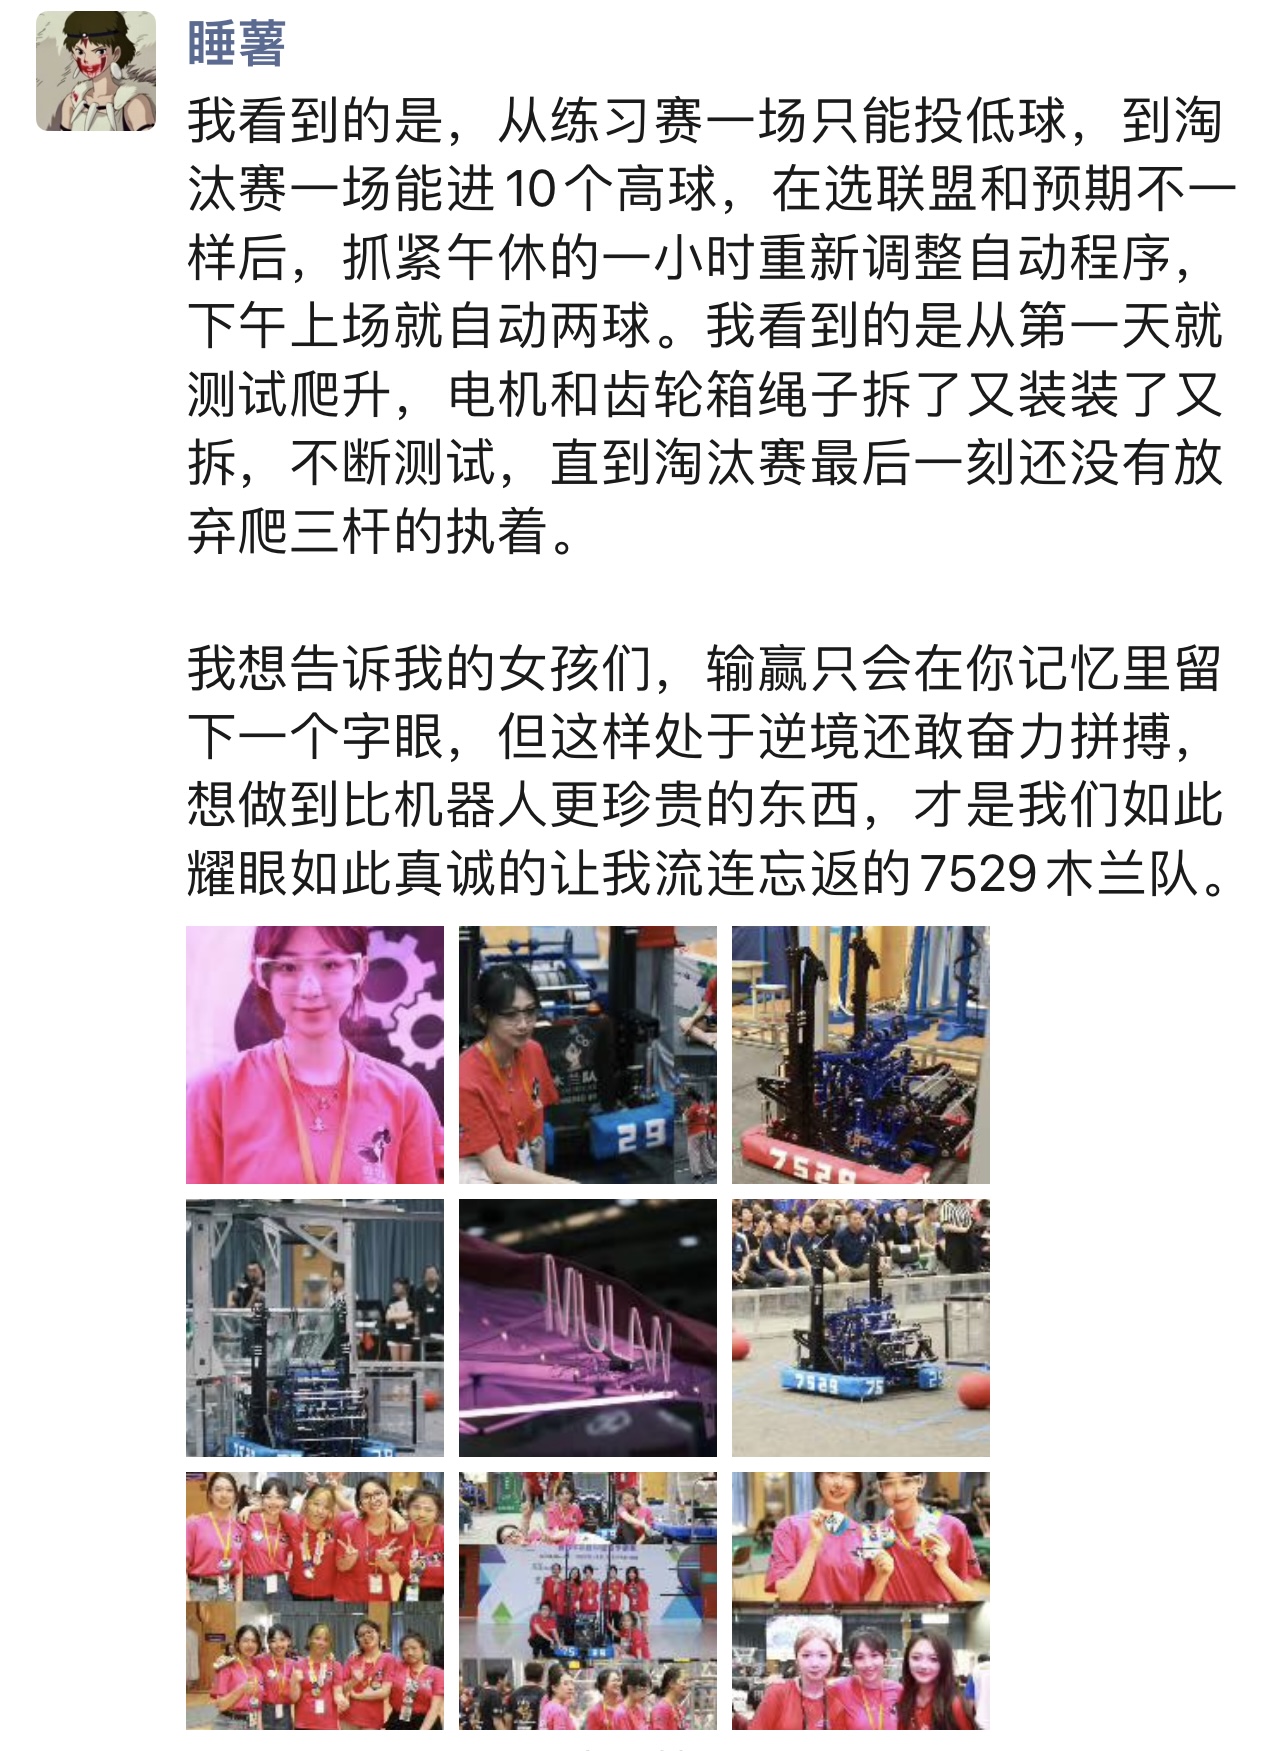 睡薯
我看到的是，从练习赛一场只能投低球，到淘
汰赛一场能进10个高球，在选联盟和预期不一
样后，抓紧午休的一小时重新调整自动程序，
下午上场就自动两球。我看到的是从第一天就
测试爬升，电机和齿轮箱绳子拆了又装装了又
拆，不断测试，直到淘汰赛最后一刻还没有放
弃爬三杆的执着。
我想告诉我的女孩们，输赢只会在你记忆里留
下一个字眼，但这样处于逆境还敢奋力拼搏，
想做到比机器人更珍贵的东西，才是我们如此
耀眼如此真诚的让我流连忘返的7529木兰队。
29
7529
MULAN
7529 75